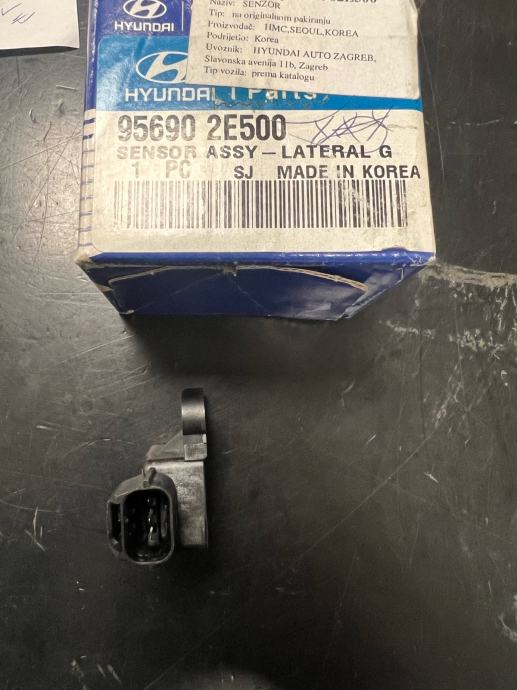 HYUNDAI
Naziv: SENZOR
Tip: na originalnom pakiranju
Proizvođač: HMC,SEOUL,KOREA
Podrijetlo: Korea
Uvoznik: HYUNDAI AUTO ZAGREB,
Slavonska avenija 11b, Zagreb
Tip vozila: prema katalogu
HYUNDAI Parts
95690 2E500
SENSOR ASSY-LATERAL G
1 PC SJ MADE IN KOREA